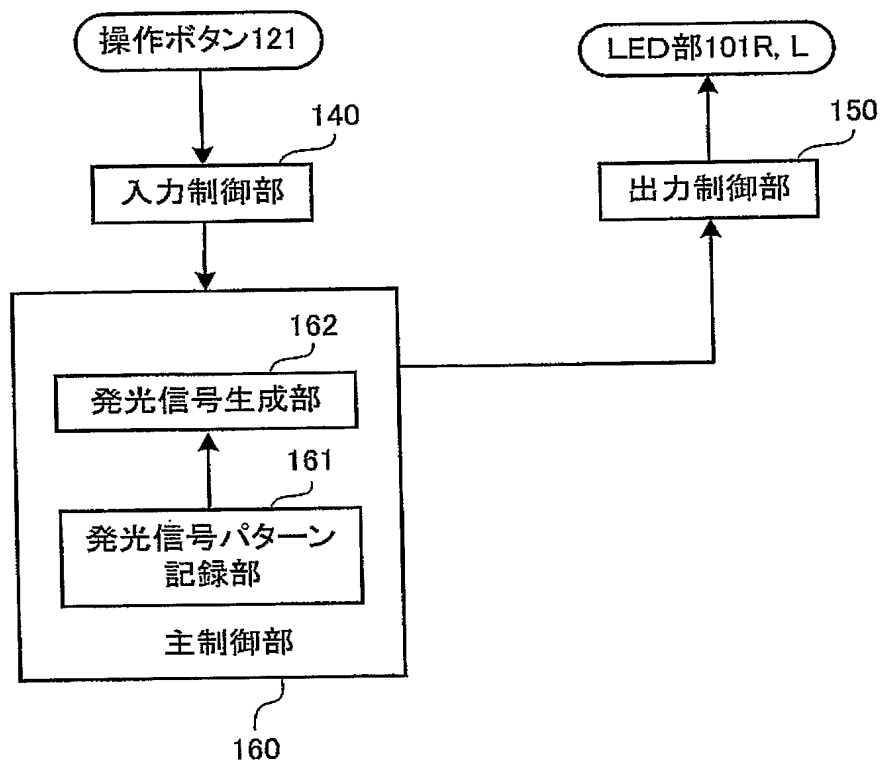 操作ボタン121
LED部101R, L
140
150
入力制御部
出力制御部
162
発光信号生成部
161
発光信号パターン
記録部
主制御部
160